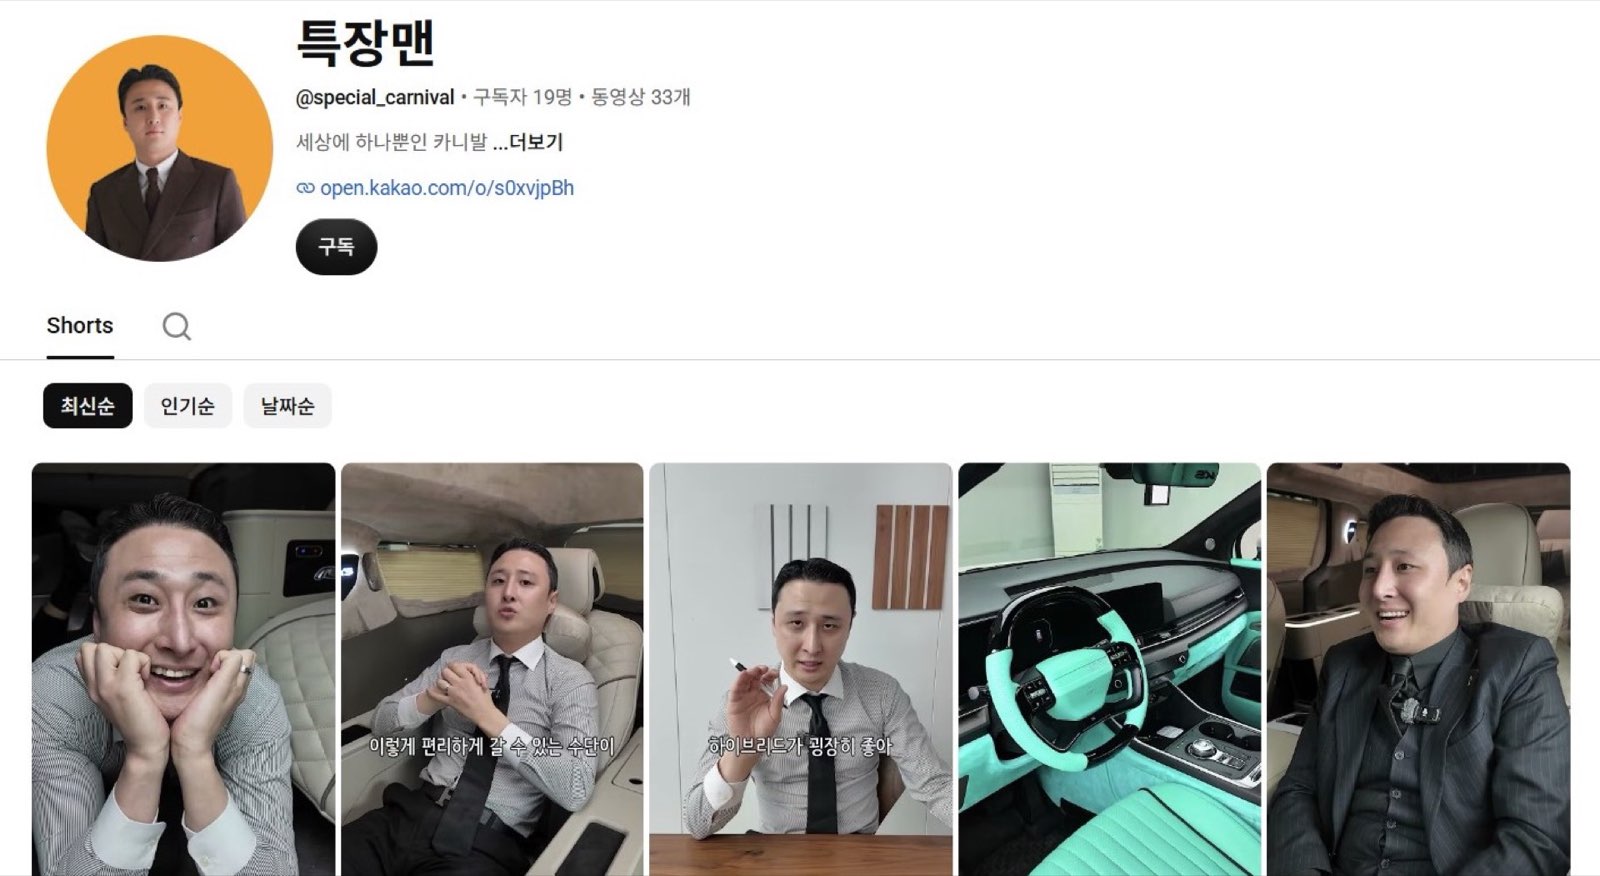 특장맨
@special_carnival • 구독자 19명 • 동영상 33개
세상에 하나뿐인 카니발 ...더보기
open.kakao.com/o/s0xvjpBh
구독
Shorts
최신순 인기순 날짜순
이렇게 편리하게 갈 수 있는 수단이
하이브리드가 굉장히 좋아